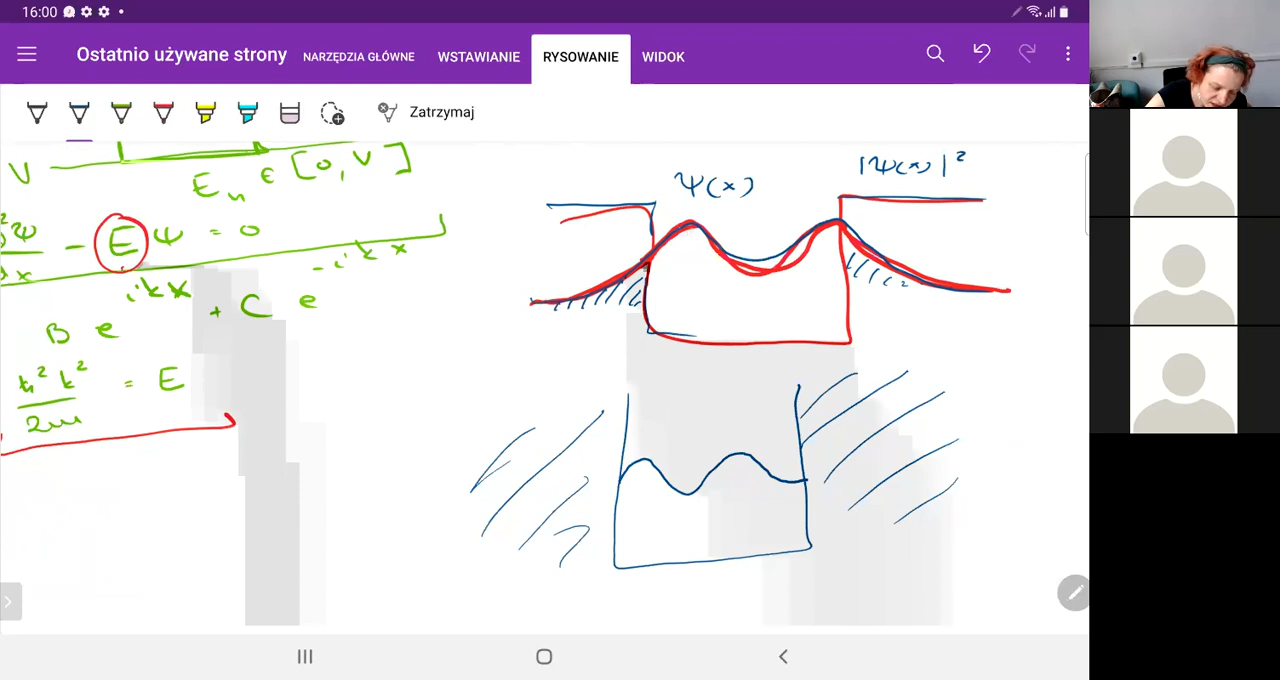 16:00
Ostatnio używane strony NARZĘDZIA GŁÓWNE WSTAWIANIE RYSOWANIE WIDOK
Zatrzymaj
V
Eₙ ∈ [0, V]
- E ψ = 0
B e^{ikx} + C e^{-ikx}
ħ²k²/2m = E
ψ(x)
|ψ(x)|²